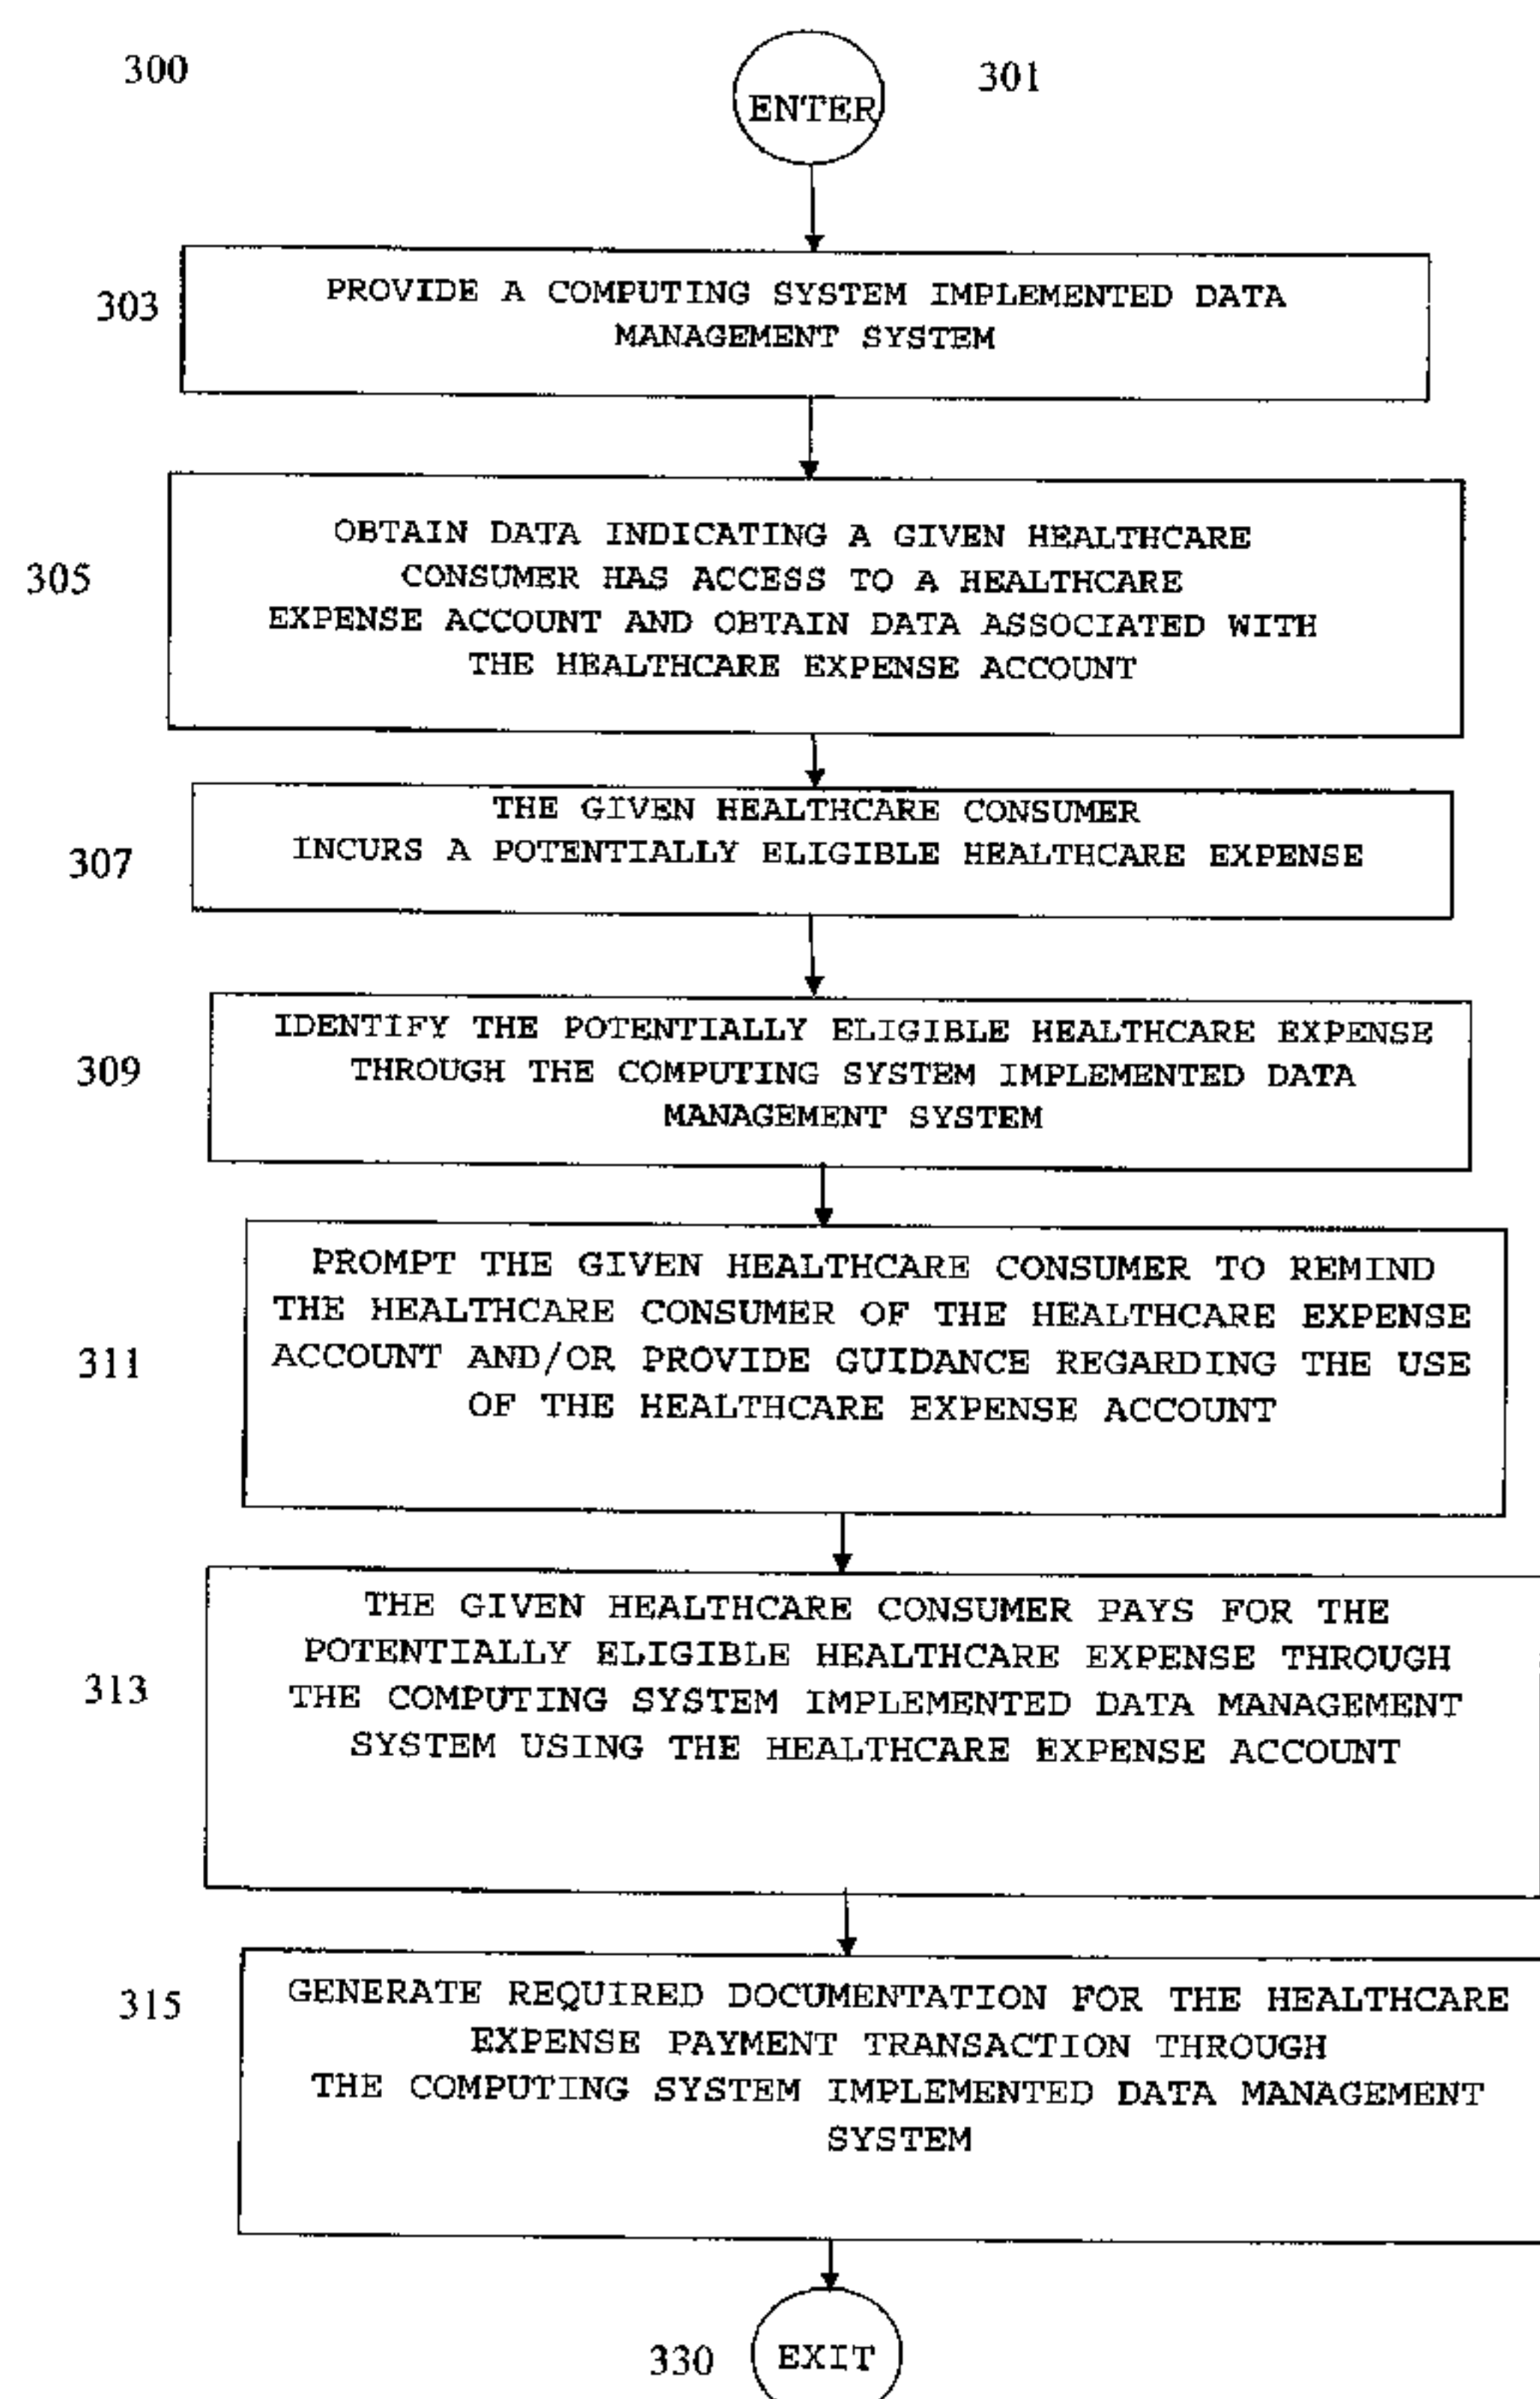 300
301
ENTER
303
PROVIDE A COMPUTING SYSTEM IMPLEMENTED DATA
MANAGEMENT SYSTEM
305
OBTAIN DATA INDICATING A GIVEN HEALTHCARE
CONSUMER HAS ACCESS TO A HEALTHCARE
EXPENSE ACCOUNT AND OBTAIN DATA ASSOCIATED WITH
THE HEALTHCARE EXPENSE ACCOUNT
307
THE GIVEN HEALTHCARE CONSUMER
INCURS A POTENTIALLY ELIGIBLE HEALTHCARE EXPENSE
309
IDENTIFY THE POTENTIALLY ELIGIBLE HEALTHCARE EXPENSE
THROUGH THE COMPUTING SYSTEM IMPLEMENTED DATA
MANAGEMENT SYSTEM
311
PROMPT THE GIVEN HEALTHCARE CONSUMER TO REMIND
THE HEALTHCARE CONSUMER OF THE HEALTHCARE EXPENSE
ACCOUNT AND/OR PROVIDE GUIDANCE REGARDING THE USE
OF THE HEALTHCARE EXPENSE ACCOUNT
313
THE GIVEN HEALTHCARE CONSUMER PAYS FOR THE
POTENTIALLY ELIGIBLE HEALTHCARE EXPENSE THROUGH
THE COMPUTING SYSTEM IMPLEMENTED DATA MANAGEMENT
SYSTEM USING THE HEALTHCARE EXPENSE ACCOUNT
315
GENERATE REQUIRED DOCUMENTATION FOR THE HEALTHCARE
EXPENSE PAYMENT TRANSACTION THROUGH
THE COMPUTING SYSTEM IMPLEMENTED DATA MANAGEMENT
SYSTEM
330
EXIT